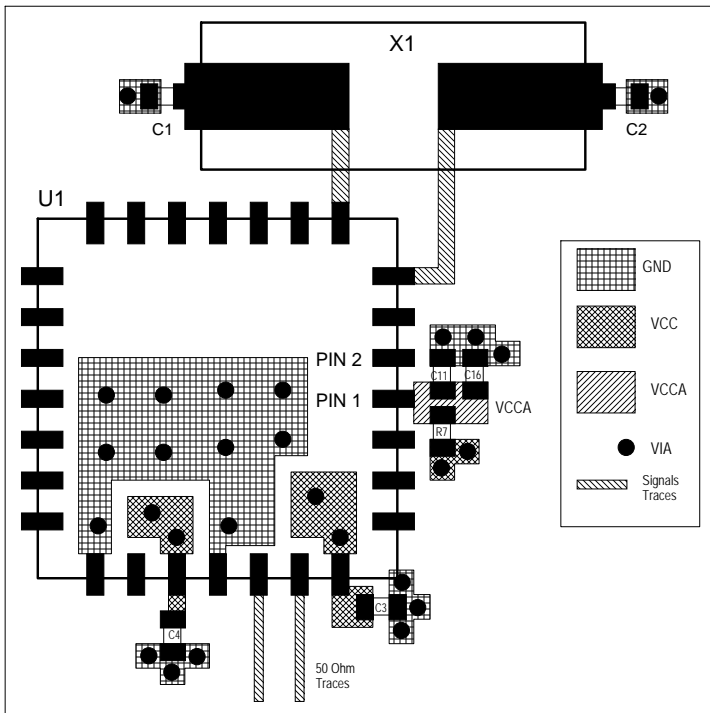 X1
C1
C2
U1
GND
VCC
VCCA
VIA
Signals
Traces
PIN 2
C11
C16
PIN 1
VCCA
R7
C3
C4
50 Ohm
Traces